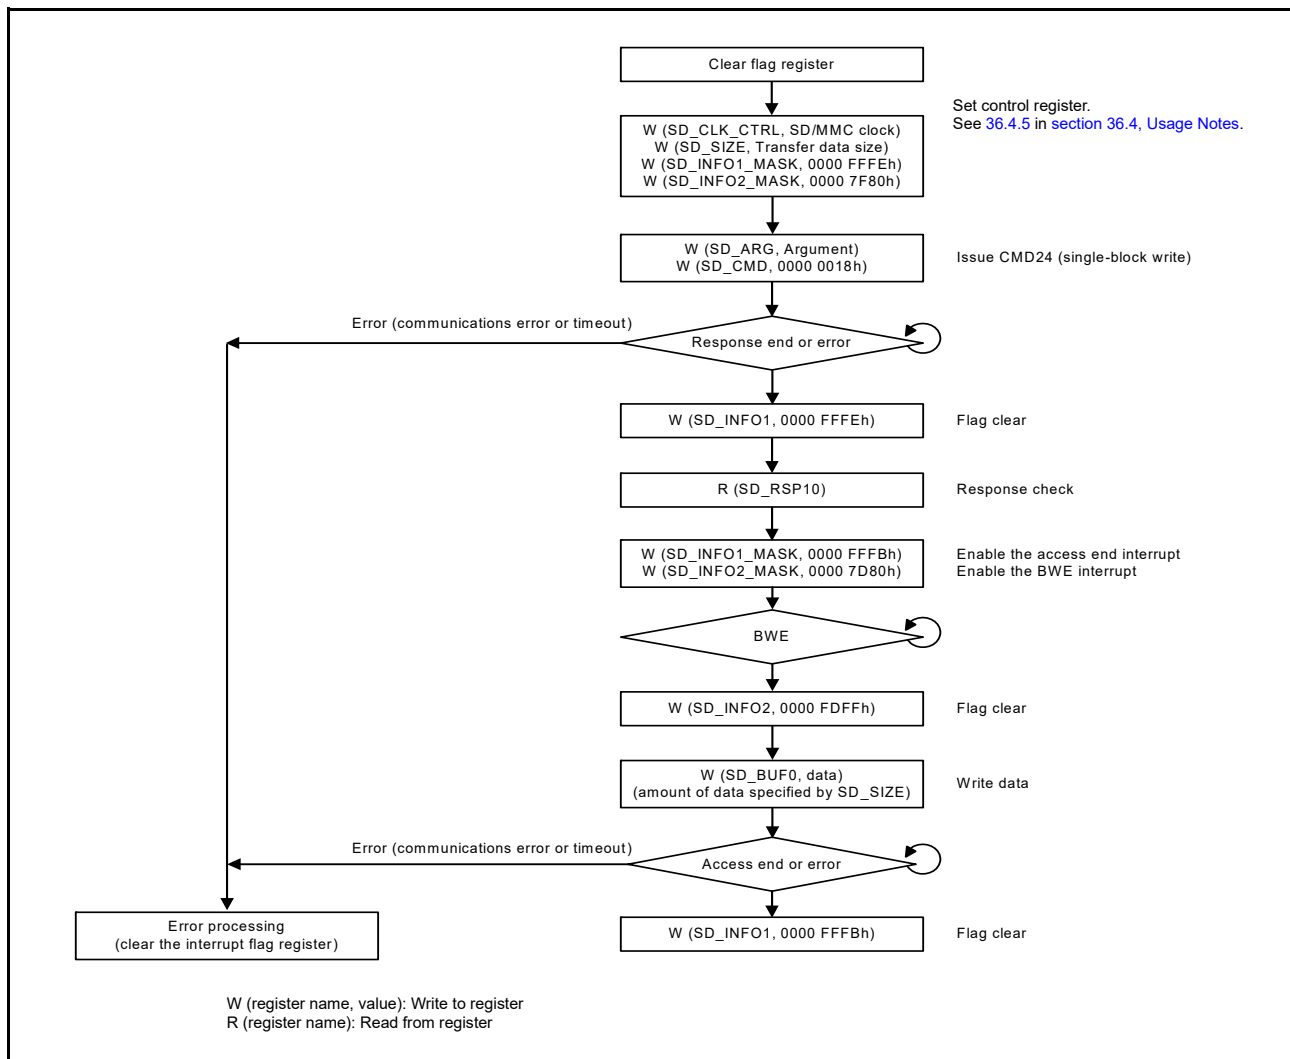 Clear flag register
Set control register.
See 36.4.5 in section 36.4, Usage Notes.
W (SD_CLK_CTRL, SD/MMC clock)
W (SD_SIZE, Transfer data size)
W (SD_INFO1_MASK, 0000 FFFEh)
W (SD_INFO2_MASK, 0000 7F80h)
W (SD_ARG, Argument)
W (SD_CMD, 0000 0018h)
Issue CMD24 (single-block write)
Error (communications error or timeout)
Response end or error
W (SD_INFO1, 0000 FFFEh)
Flag clear
R (SD_RSP10)
Response check
W (SD_INFO1_MASK, 0000 FFFBh)
W (SD_INFO2_MASK, 0000 7D80h)
Enable the access end interrupt
Enable the BWE interrupt
BWE
W (SD_INFO2, 0000 FDFFh)
Flag clear
W (SD_BUF0, data)
(amount of data specified by SD_SIZE)
Write data
Error (communications error or timeout)
Access end or error
Error processing
(clear the interrupt flag register)
W (SD_INFO1, 0000 FFFBh)
Flag clear
W (register name, value): Write to register
R (register name): Read from register